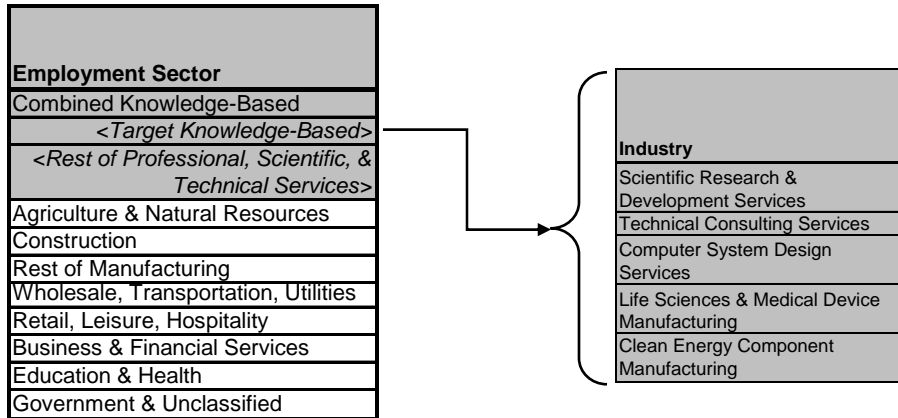 Employment Sector
Combined Knowledge-Based
<Target Knowledge-Based>
<Rest of Professional, Scientific, &
Technical Services>
Agriculture & Natural Resources
Construction
Rest of Manufacturing
Wholesale, Transportation, Utilities
Retail, Leisure, Hospitality
Business & Financial Services
Education & Health
Government & Unclassified
Industry
Scientific Research &
Development Services
Technical Consulting Services
Computer System Design
Services
Life Sciences & Medical Device
Manufacturing
Clean Energy Component
Manufacturing